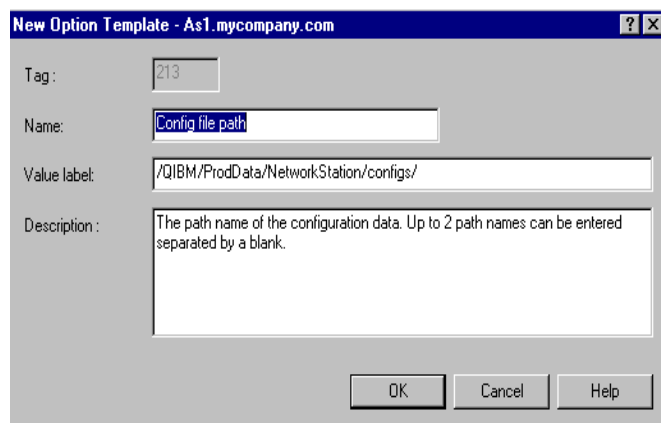 New Option Template - As1.mycompany.com
Tag : 213
Name: Config file path
Value label: /QIBM/ProdData/NetworkStation/configs/
Description : The path name of the configuration data. Up to 2 path names can be entered
separated by a blank.
OK Cancel Help